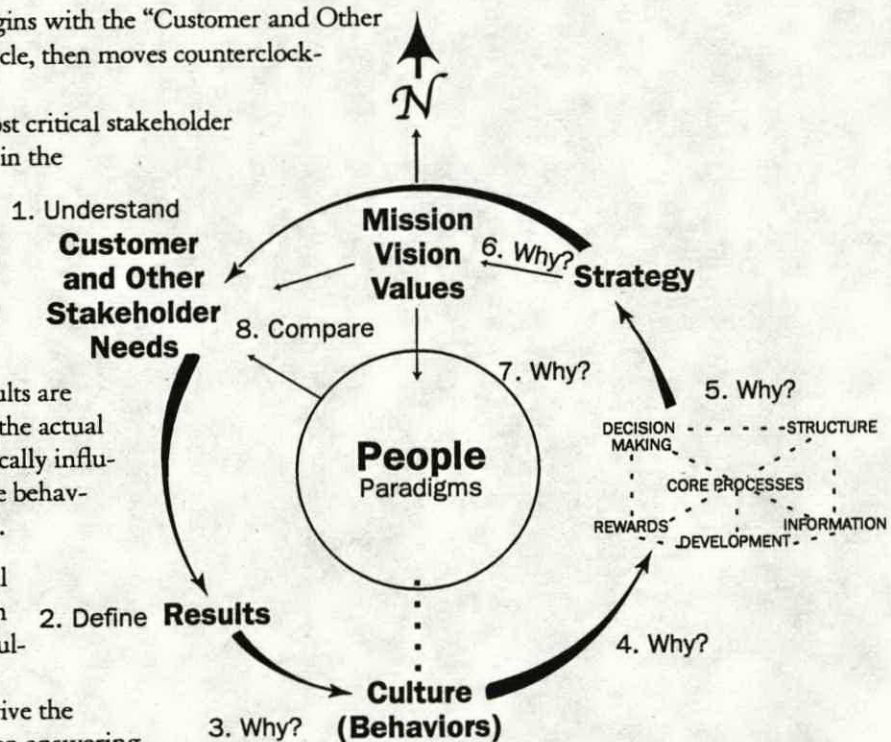 gins with the “Customer and Other
cle, then moves counterclock-
ost critical stakeholder
in the
N
1. Understand
Customer
and Other
Stakeholder
Needs
Mission
Vision
Values
6. Why?
Strategy
8. Compare
7. Why?
5. Why?
ults are
the actual
cally influ-
e behav-
.
People
Paradigms
DECISION
MAKING
STRUCTURE
CORE PROCESSES
REWARDS
INFORMATION
DEVELOPMENT
l
n
ul-
2. Define Results
4. Why?
ive the
3. Why?
Culture
(Behaviors)